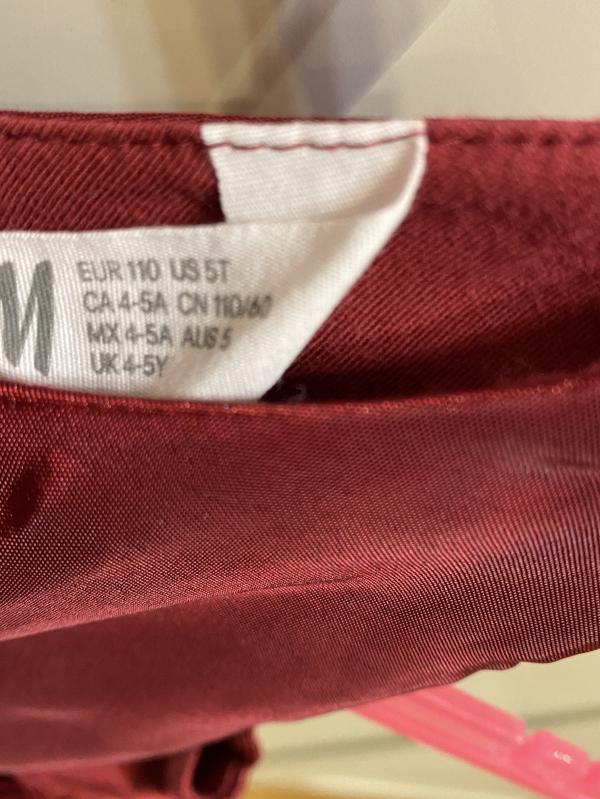 M
EUR 110 US 5T
CA 4-5A CN 110/60
MX 4-5A AUS 5
UK 4-5Y